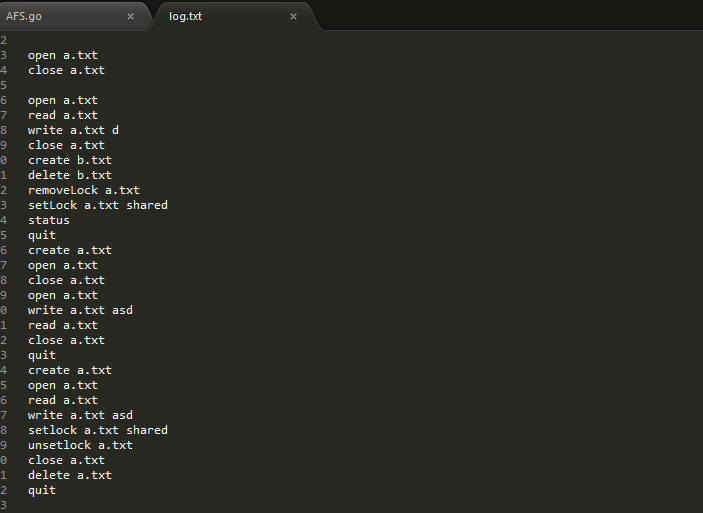 AFS.go × log.txt ×
2
3 open a.txt
4 close a.txt
5
6 open a.txt
7 read a.txt
8 write a.txt d
9 close a.txt
0 create b.txt
1 delete b.txt
2 removeLock a.txt
3 setLock a.txt shared
4 status
5 quit
6 create a.txt
7 open a.txt
8 close a.txt
9 open a.txt
0 write a.txt asd
1 read a.txt
2 close a.txt
3 quit
4 create a.txt
5 open a.txt
6 read a.txt
7 write a.txt asd
8 setlock a.txt shared
9 unsetlock a.txt
0 close a.txt
1 delete a.txt
2 quit
3